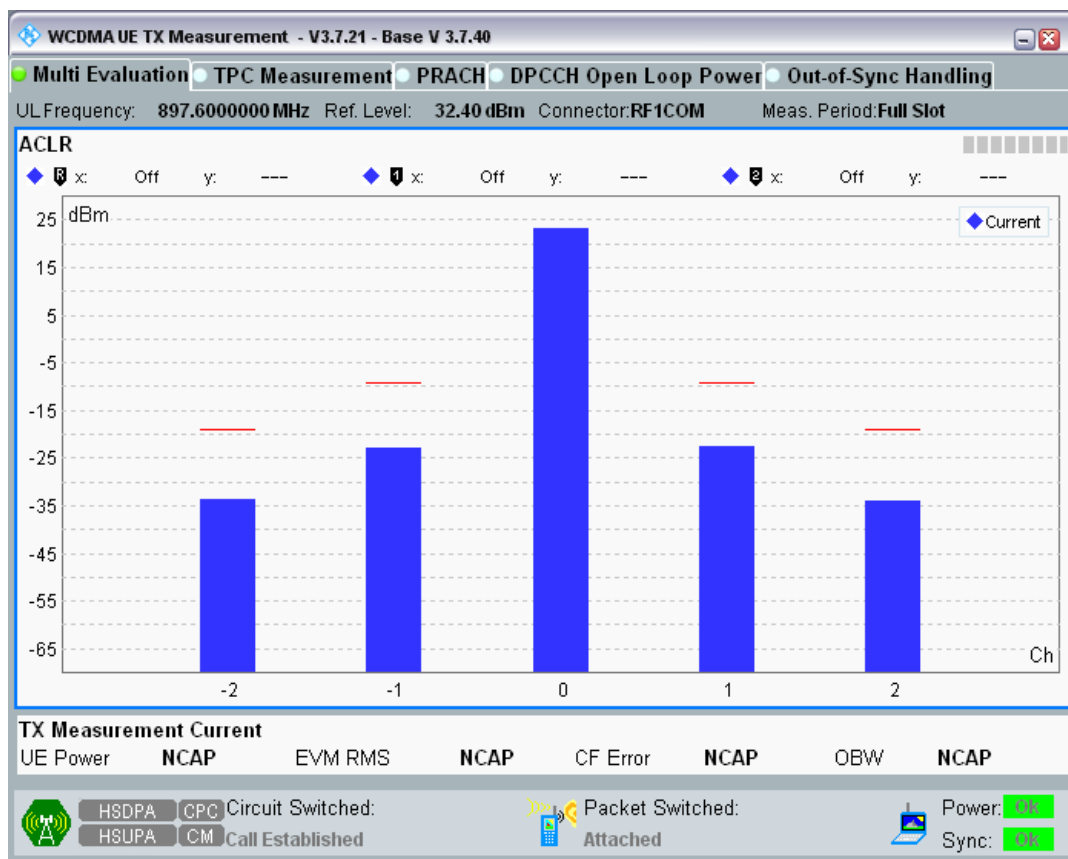 WCDMA UE TX Measurement - V3.7.21 - Base V 3.7.40
Multi Evaluation TPC Measurement PRACH DPCCH Open Loop Power Out-of-Sync Handling
UL Frequency: 897.6000000 MHz Ref. Level: 32.40 dBm Connector:RF1COM Meas. Period:Full Slot
ACLR
R x: Off y: --- 1 x: Off y: --- 2 x: Off y: ---
25 dBm Current
15
5
-5
-15
-25
-35
-45
-55
-65 Ch
-2 -1 0 1 2
TX Measurement Current
UE Power NCAP EVM RMS NCAP CF Error NCAP OBW NCAP
HSDPA CPC Circuit Switched: Packet Switched: Power: Ok
HSUPA CM Call Established Attached Sync: Ok